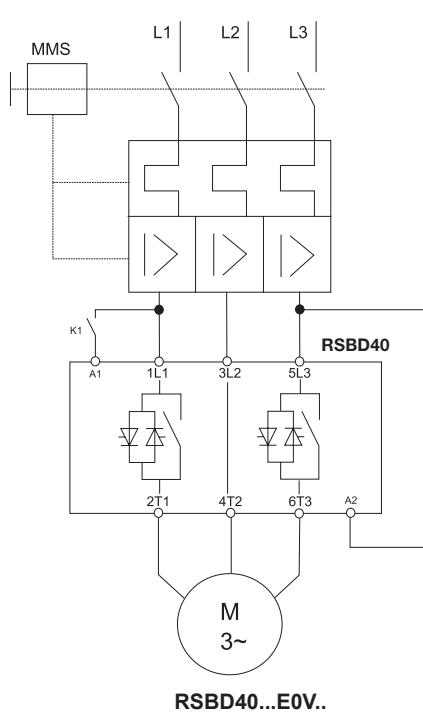 L1 L2 L3
MMS
RSBD40
K1
A1 1L1 3L2 5L3
2T1 4T2 6T3 A2
M
3~
RSBD40...E0V..